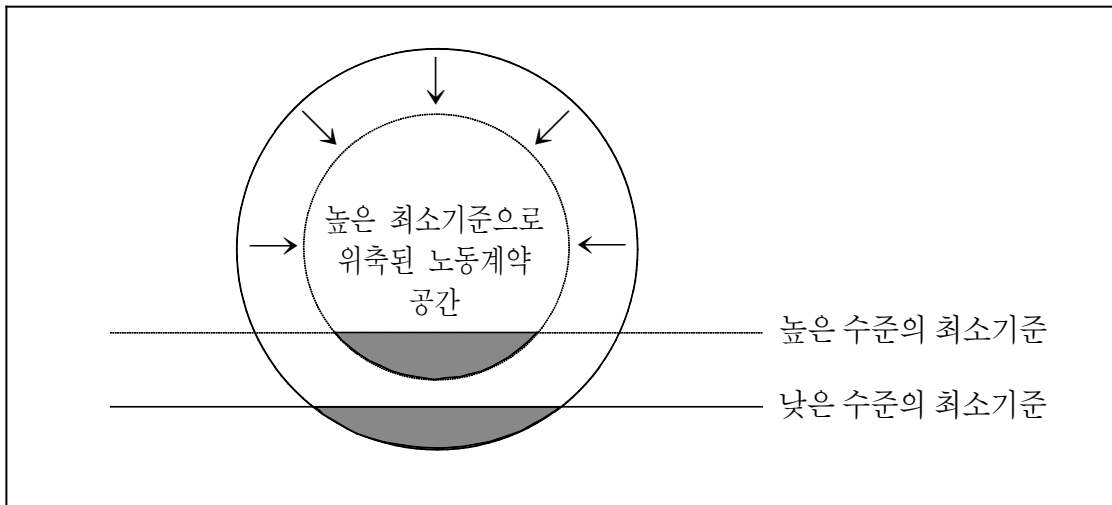 높은 최소기준으로
위축된 노동계약
공간
높은 수준의 최소기준
낮은 수준의 최소기준